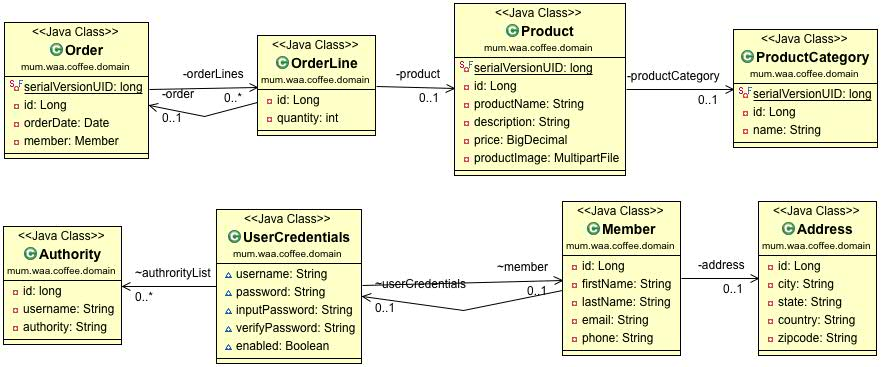 <<Java Class>>
Order
mum.waa.coffee.domain
serialVersionUID: long
id: Long
orderDate: Date
member: Member
-orderLines
0..*
-order
0..1
<<Java Class>>
OrderLine
mum.waa.coffee.domain
id: Long
quantity: int
-product
0..1
<<Java Class>>
Product
mum.waa.coffee.domain
serialVersionUID: long
id: Long
productName: String
description: String
price: BigDecimal
productImage: MultipartFile
-productCategory
0..1
<<Java Class>>
ProductCategory
mum.waa.coffee.domain
serialVersionUID: long
id: Long
name: String
<<Java Class>>
Authority
mum.waa.coffee.domain
id: long
username: String
authority: String
~authrorityList
0..*
<<Java Class>>
UserCredentials
mum.waa.coffee.domain
username: String
password: String
inputPassword: String
verifyPassword: String
enabled: Boolean
~member
0..1
~userCredentials
0..1
<<Java Class>>
Member
mum.waa.coffee.domain
id: Long
firstName: String
lastName: String
email: String
phone: String
-address
0..1
<<Java Class>>
Address
mum.waa.coffee.domain
id: Long
city: String
state: String
country: String
zipcode: String